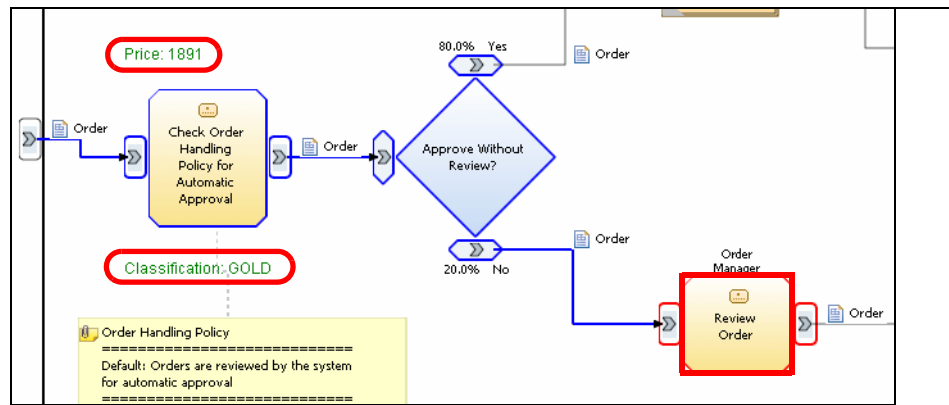 Price: 1891
80.0% Yes
Order
Order
Check Order
Handling
Policy for
Automatic
Approval
Order
Approve Without
Review?
Order
20.0% No
Classification: GOLD
Order
Manager
Review
Order
Order
Order Handling Policy
============================
Default: Orders are reviewed by the system
for automatic approval
============================